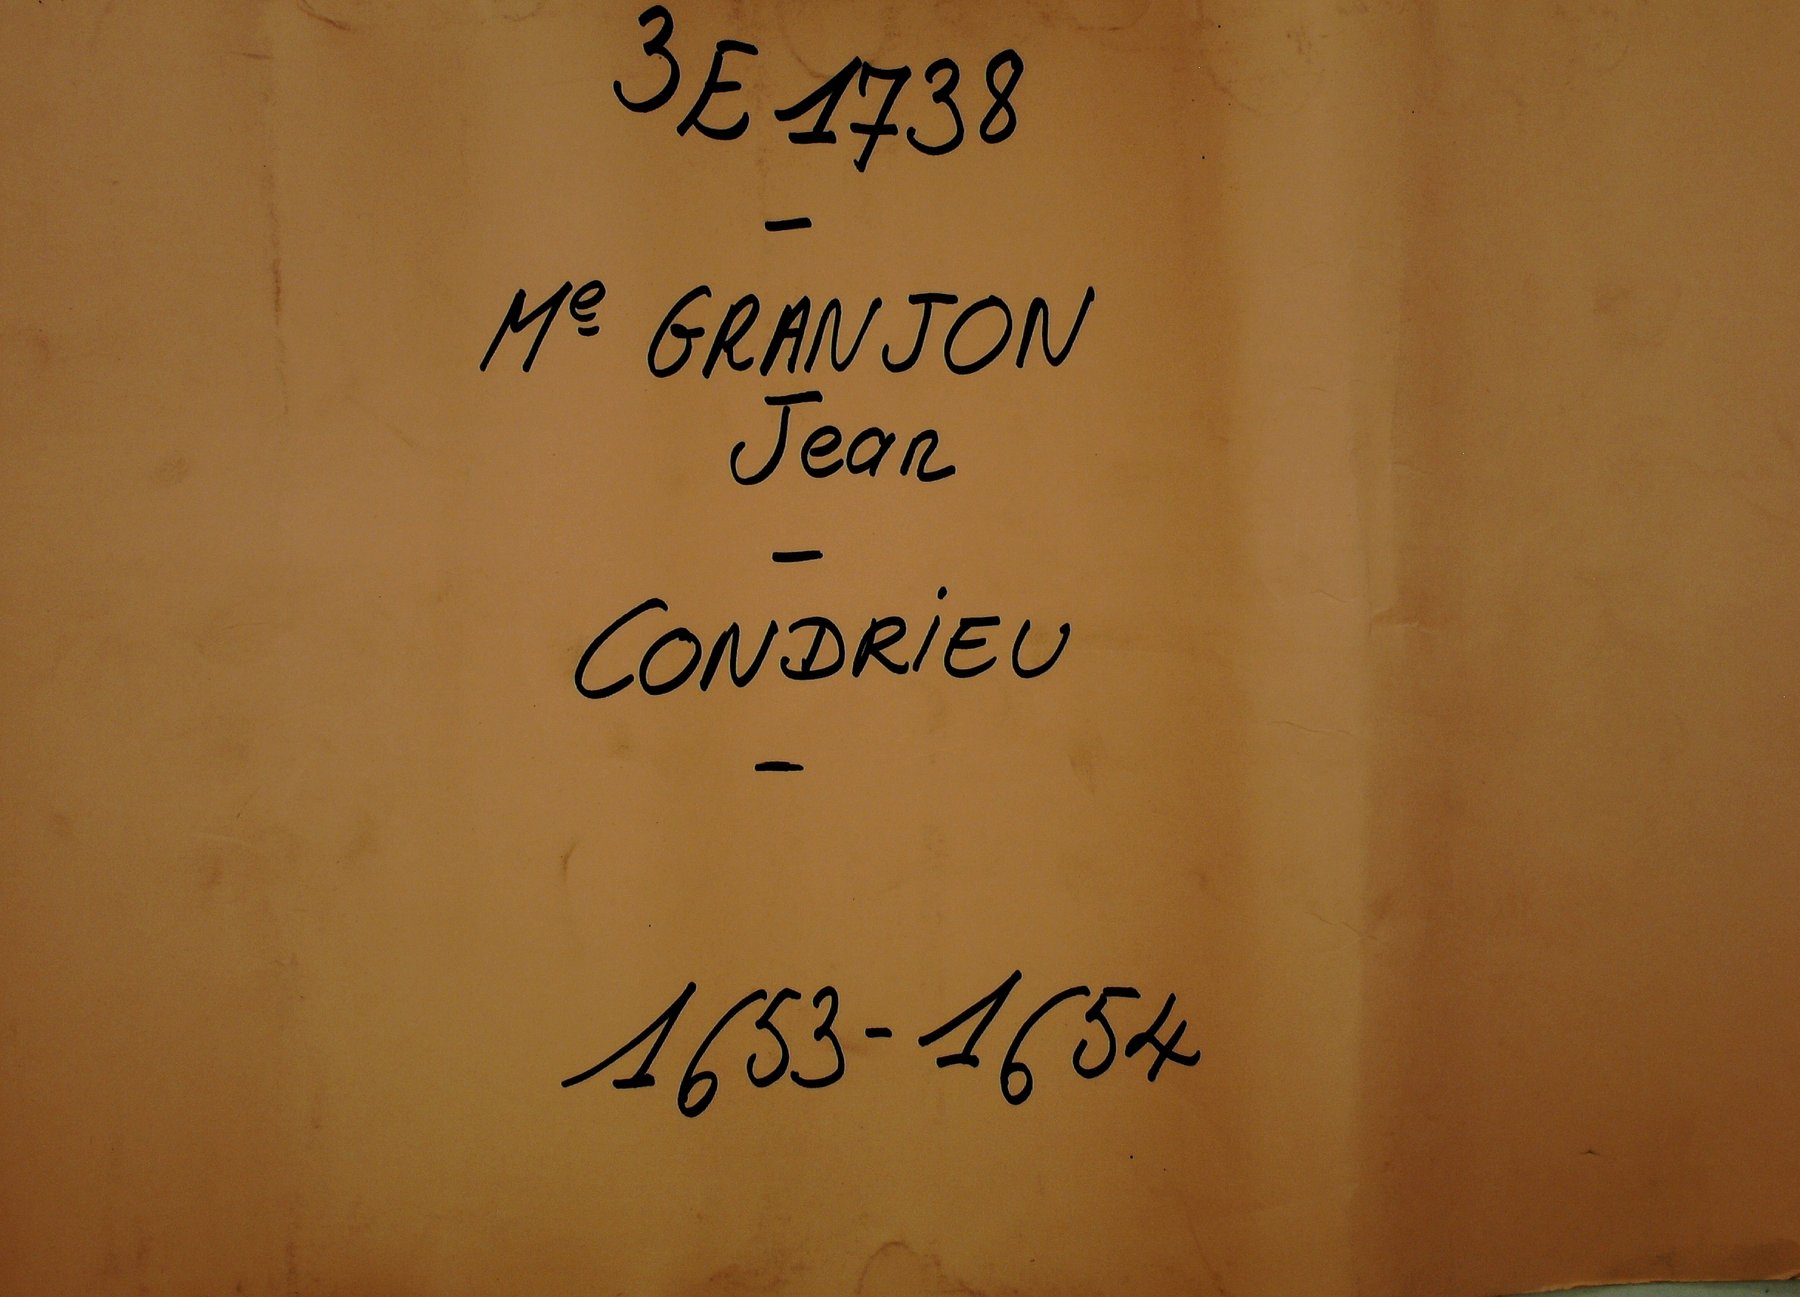 3E 1738
-
Me GRANJON
Jean
-
CONDRiEU
-
1653-1654